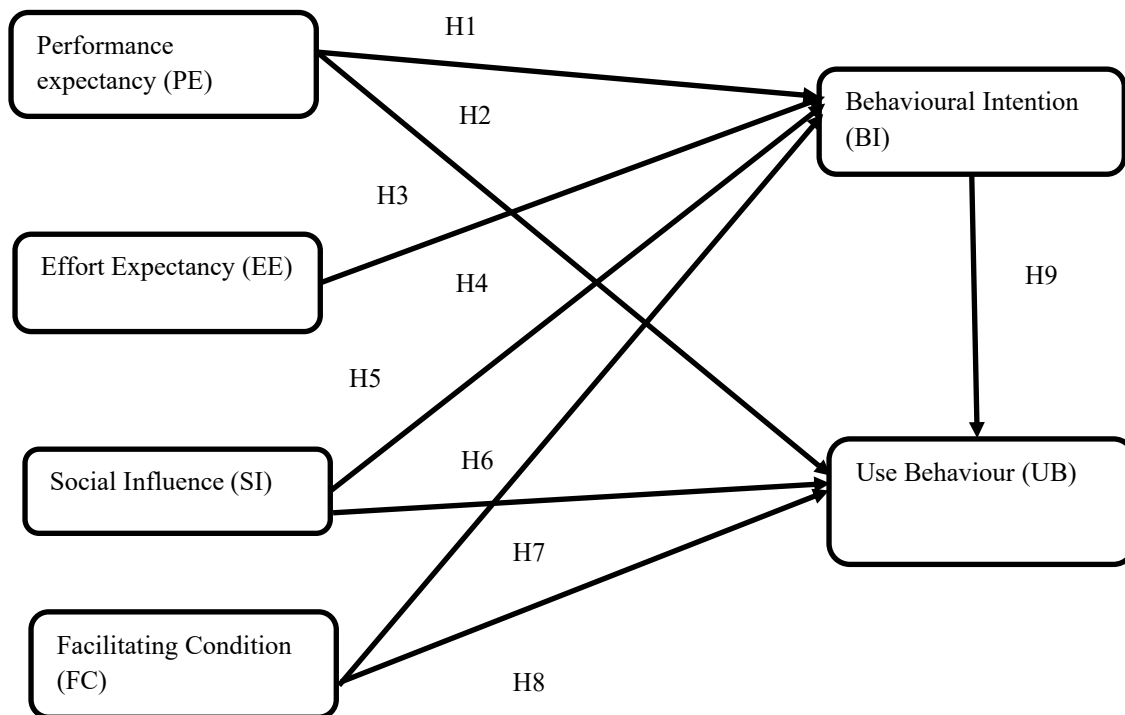 H1
Performance
expectancy (PE)
Behavioural Intention
(BI)
H2
H3
Effort Expectancy (EE)
H4
H9
H5
Social Influence (SI)
H6
Use Behaviour (UB)
H7
Facilitating Condition
(FC)
H8